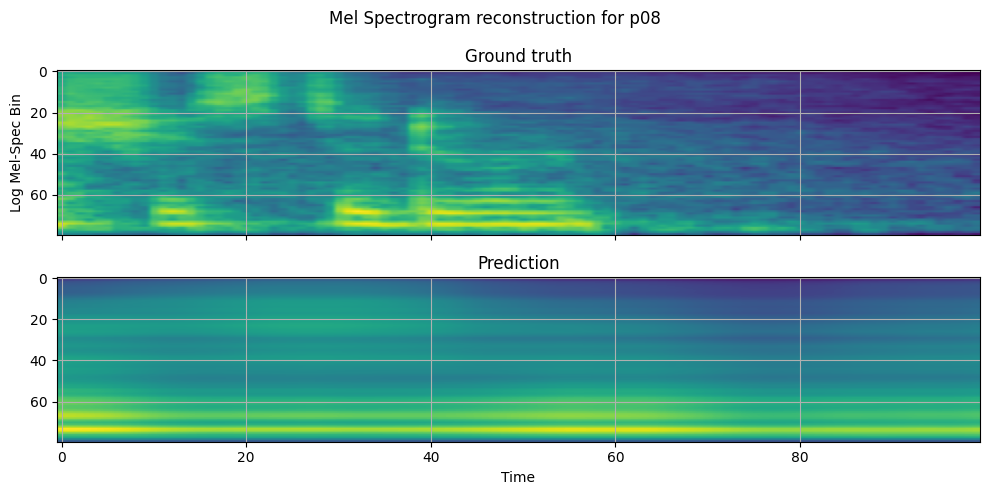 Mel Spectrogram reconstruction for p08
Ground truth
Log Mel-Spec Bin
0
20
40
60
Prediction
0
20
40
60
0 20 40 60 80
Time